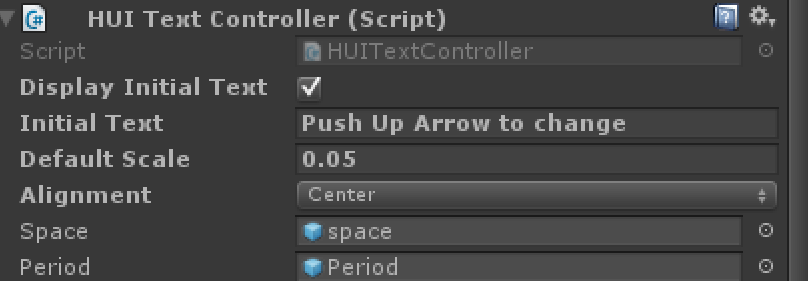 HUI Text Controller (Script)
Script HUITextController
Display Initial Text
Initial Text Push Up Arrow to change
Default Scale 0.05
Alignment Center
Space space
Period Period